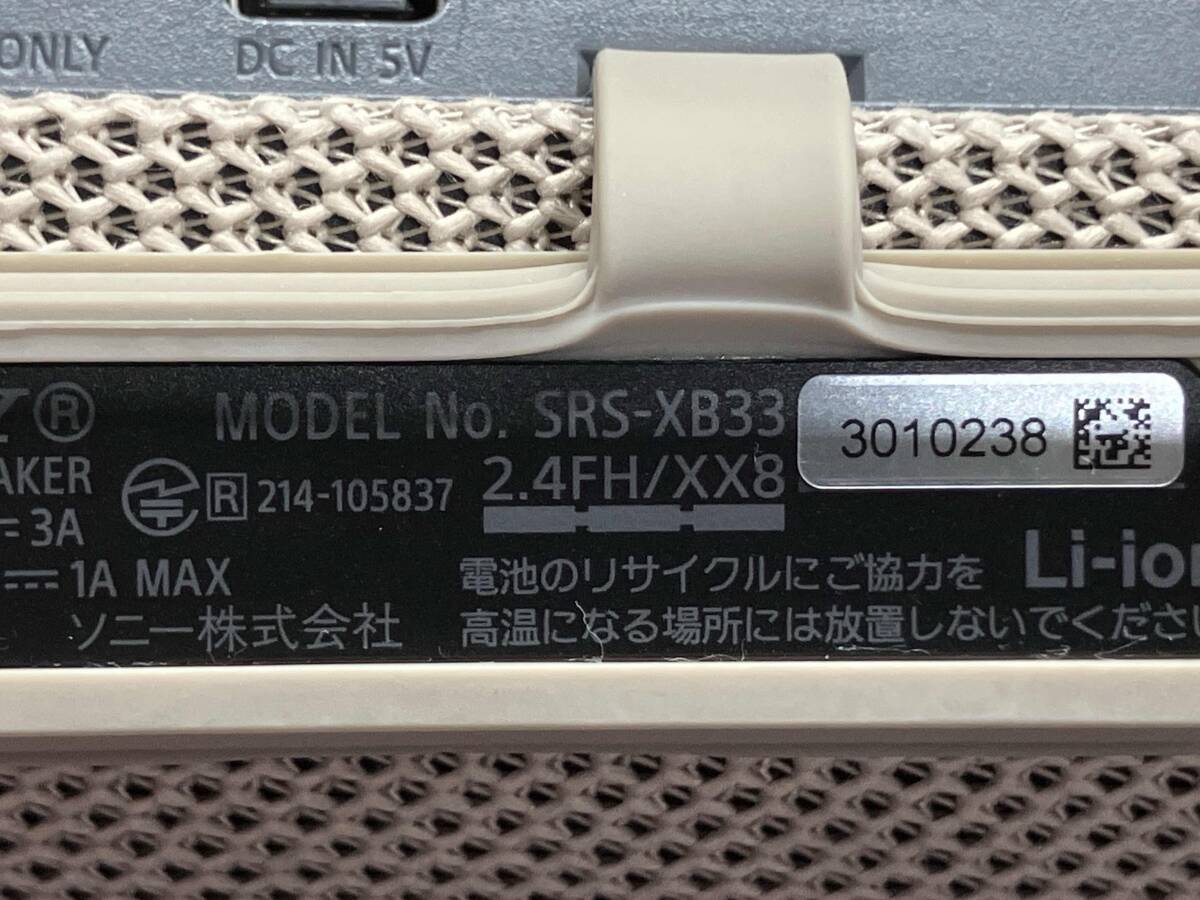 ONLY
DC IN 5V
Y®
MODEL No. SRS-XB33
3010238
AKER
R 214-105837
2.4FH/XX8
⎓ 3A
⎓ 1A MAX
電池のリサイクルにご協力を
Li-ion
ソニー株式会社
高温になる場所には放置しないでくださ